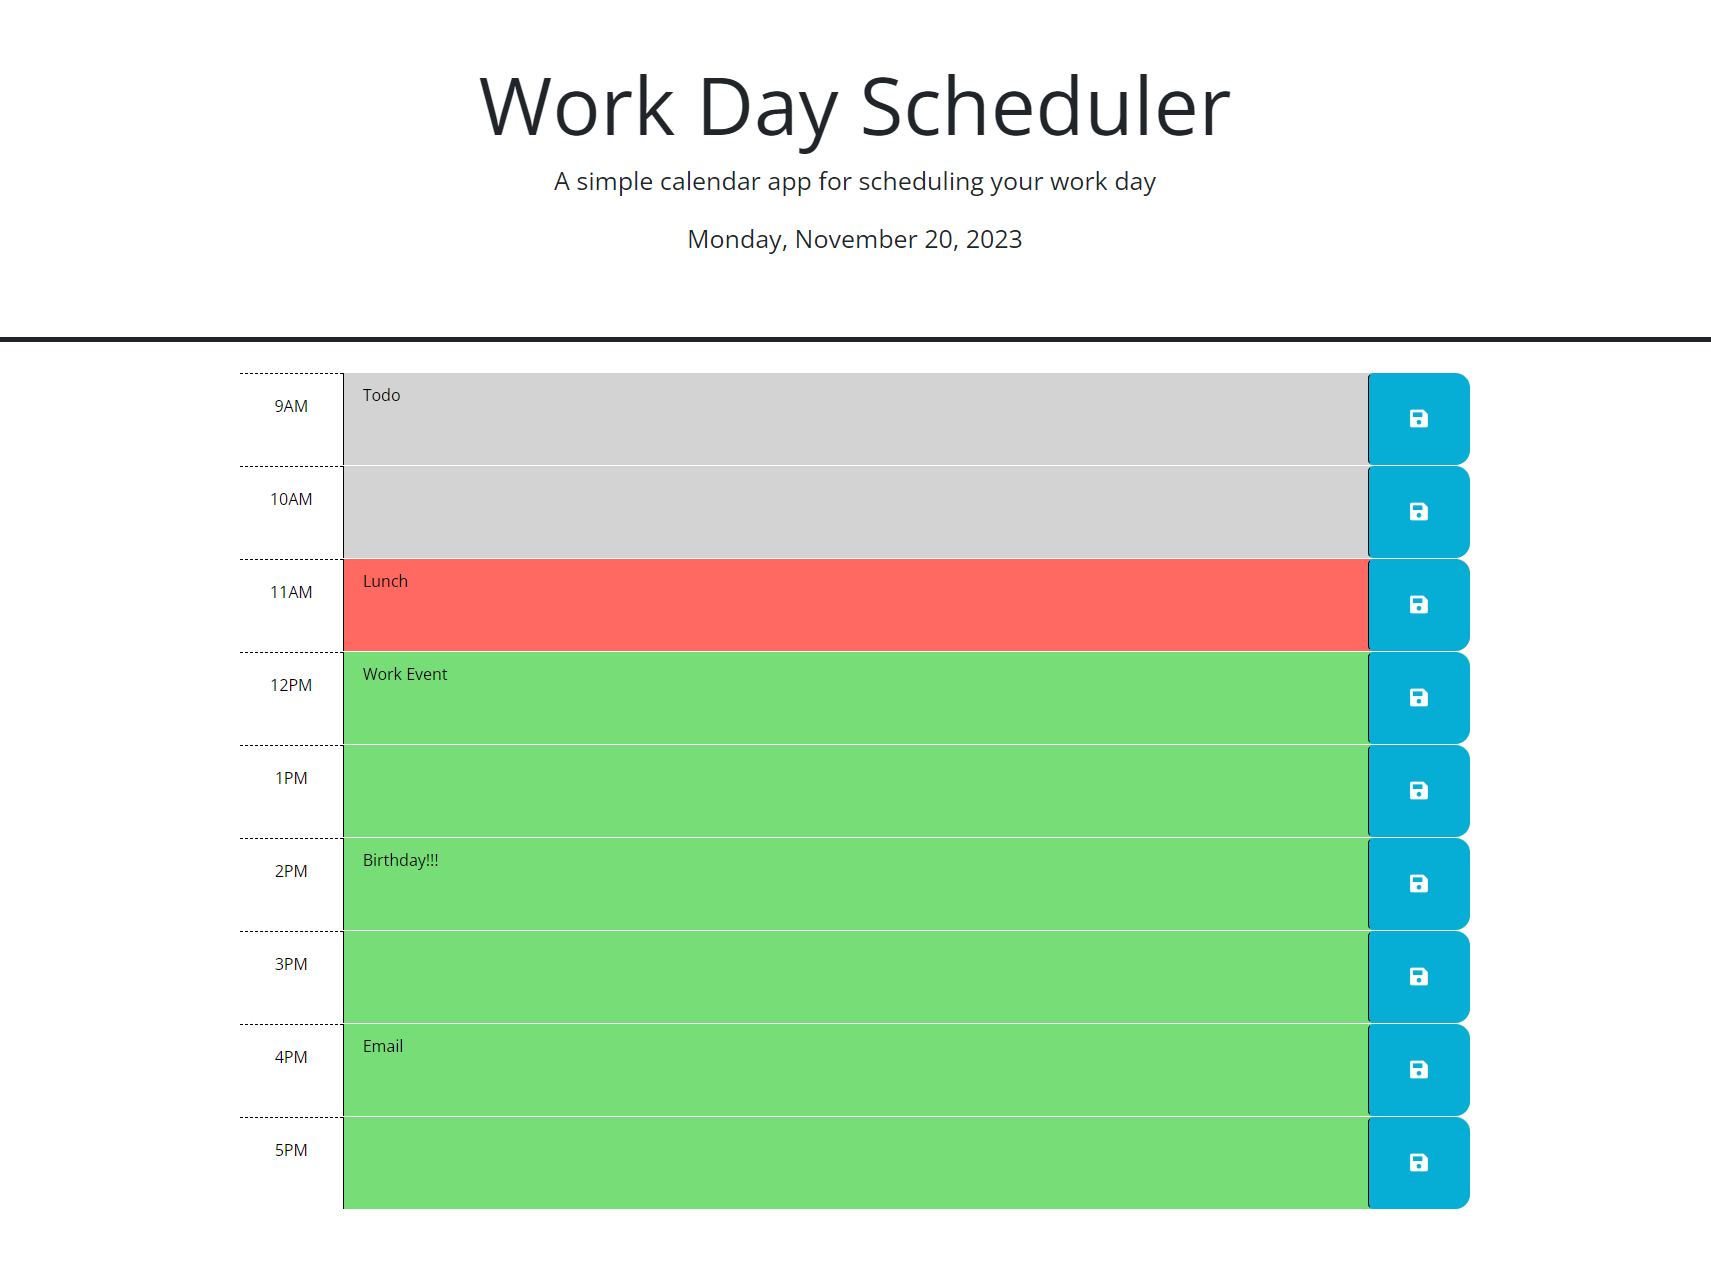 Work Day Scheduler
A simple calendar app for scheduling your work day
Monday, November 20, 2023
9AM
Todo
10AM
11AM
Lunch
12PM
Work Event
1PM
2PM
Birthday!!!
3PM
4PM
Email
5PM